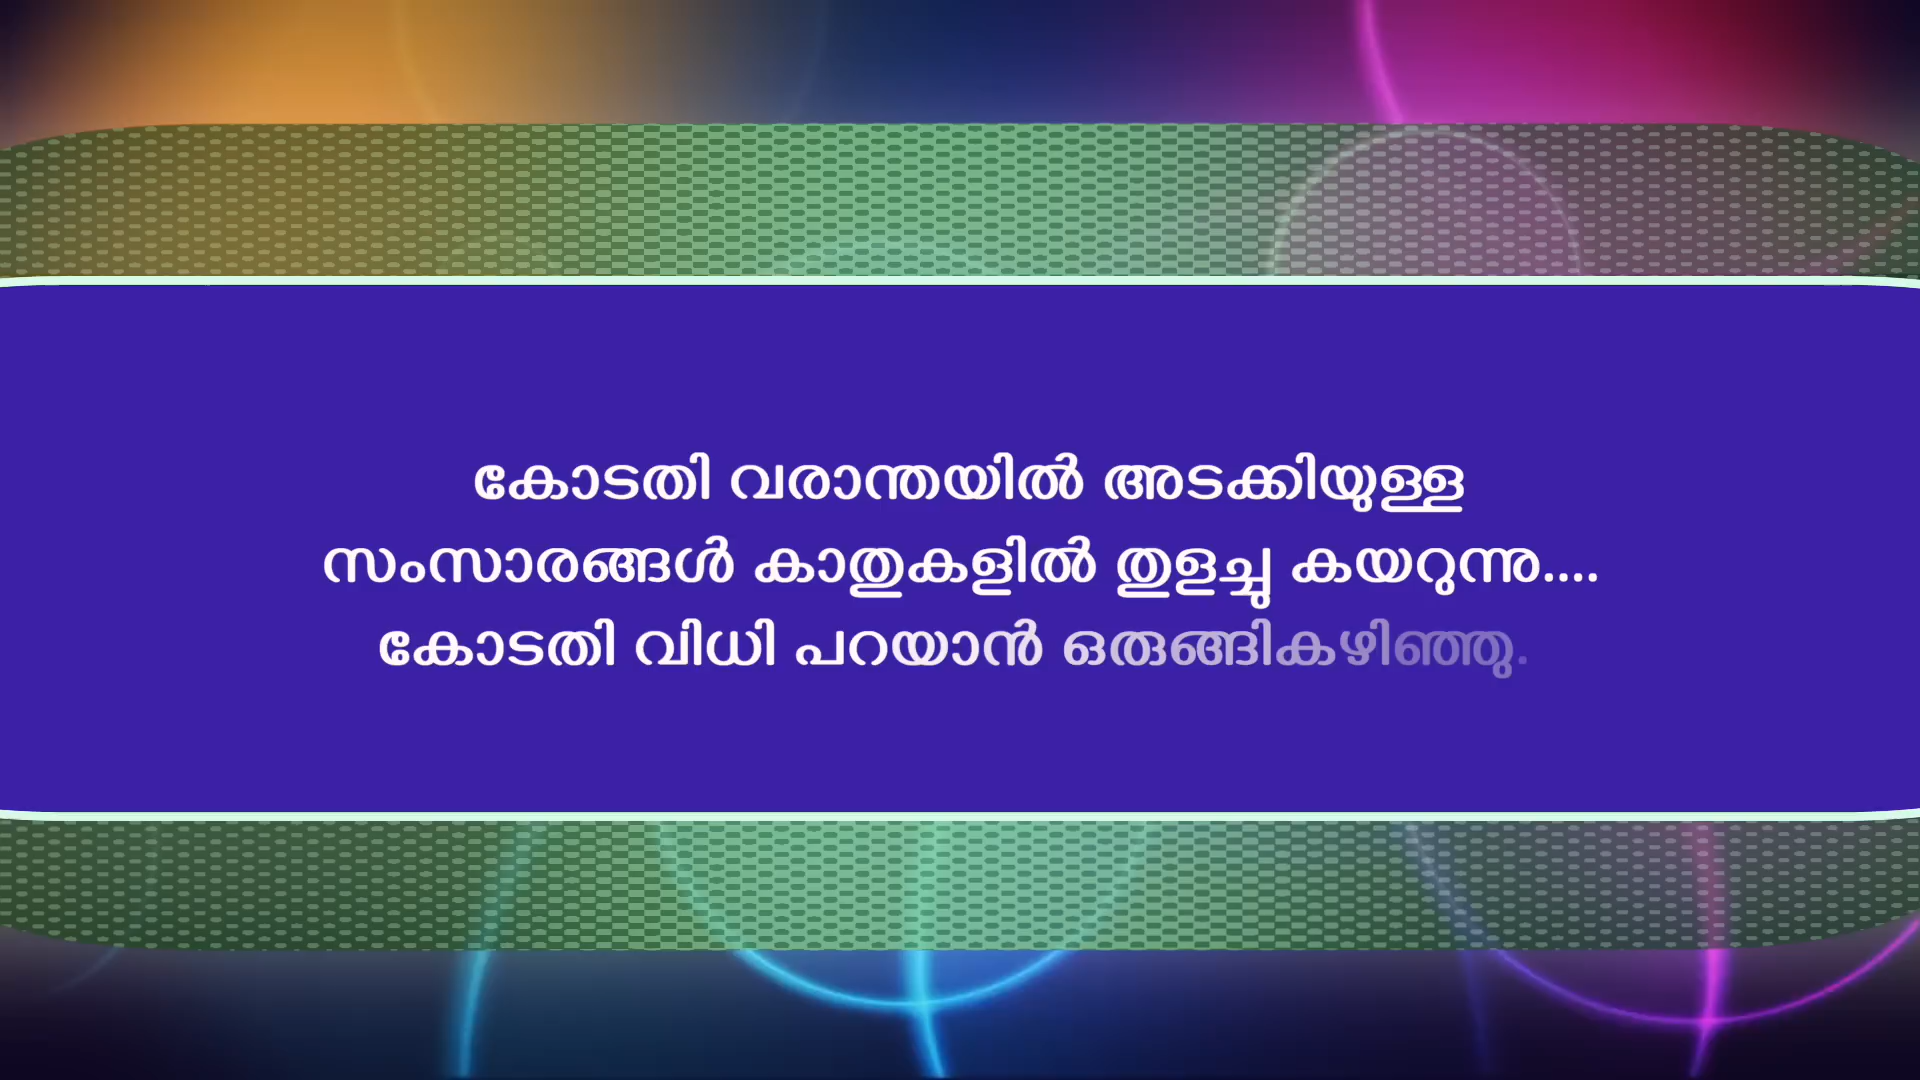 കോടതി വരാന്തയിൽ അടക്കിയുള്ള
സംസാരങ്ങൾ കാതുകളിൽ തുളച്ചു കയറുന്നു....
കോടതി വിധി പറയാൻ ഒരുങ്ങികഴിഞ്ഞു.